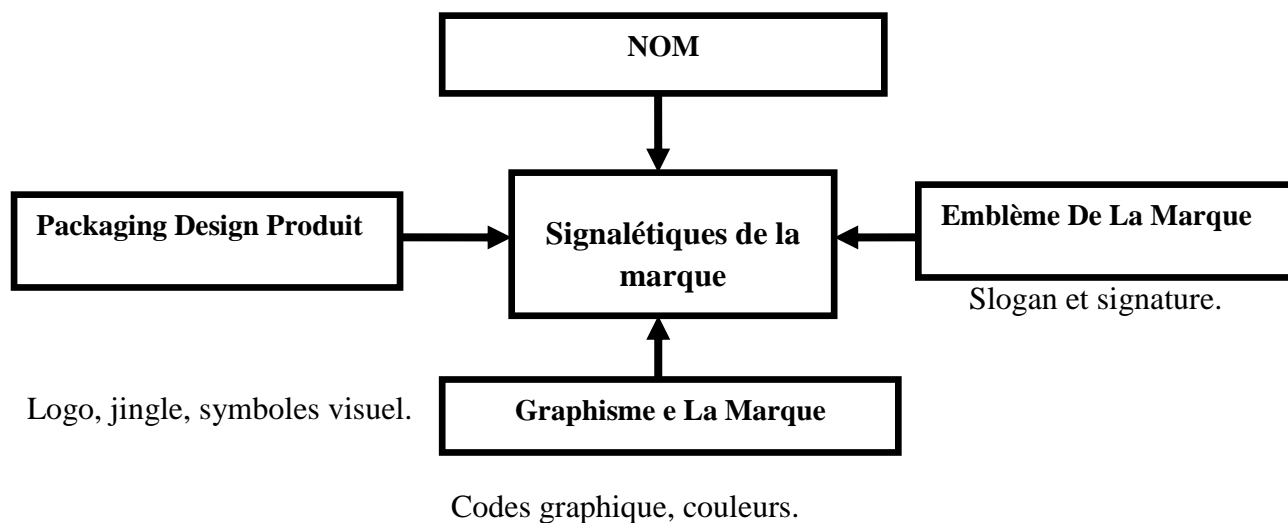 NOM
Packaging Design Produit
Signalétiques de la
marque
Emblème De La Marque
Slogan et signature.
Logo, jingle, symboles visuel.
Graphisme e La Marque
Codes graphique, couleurs.